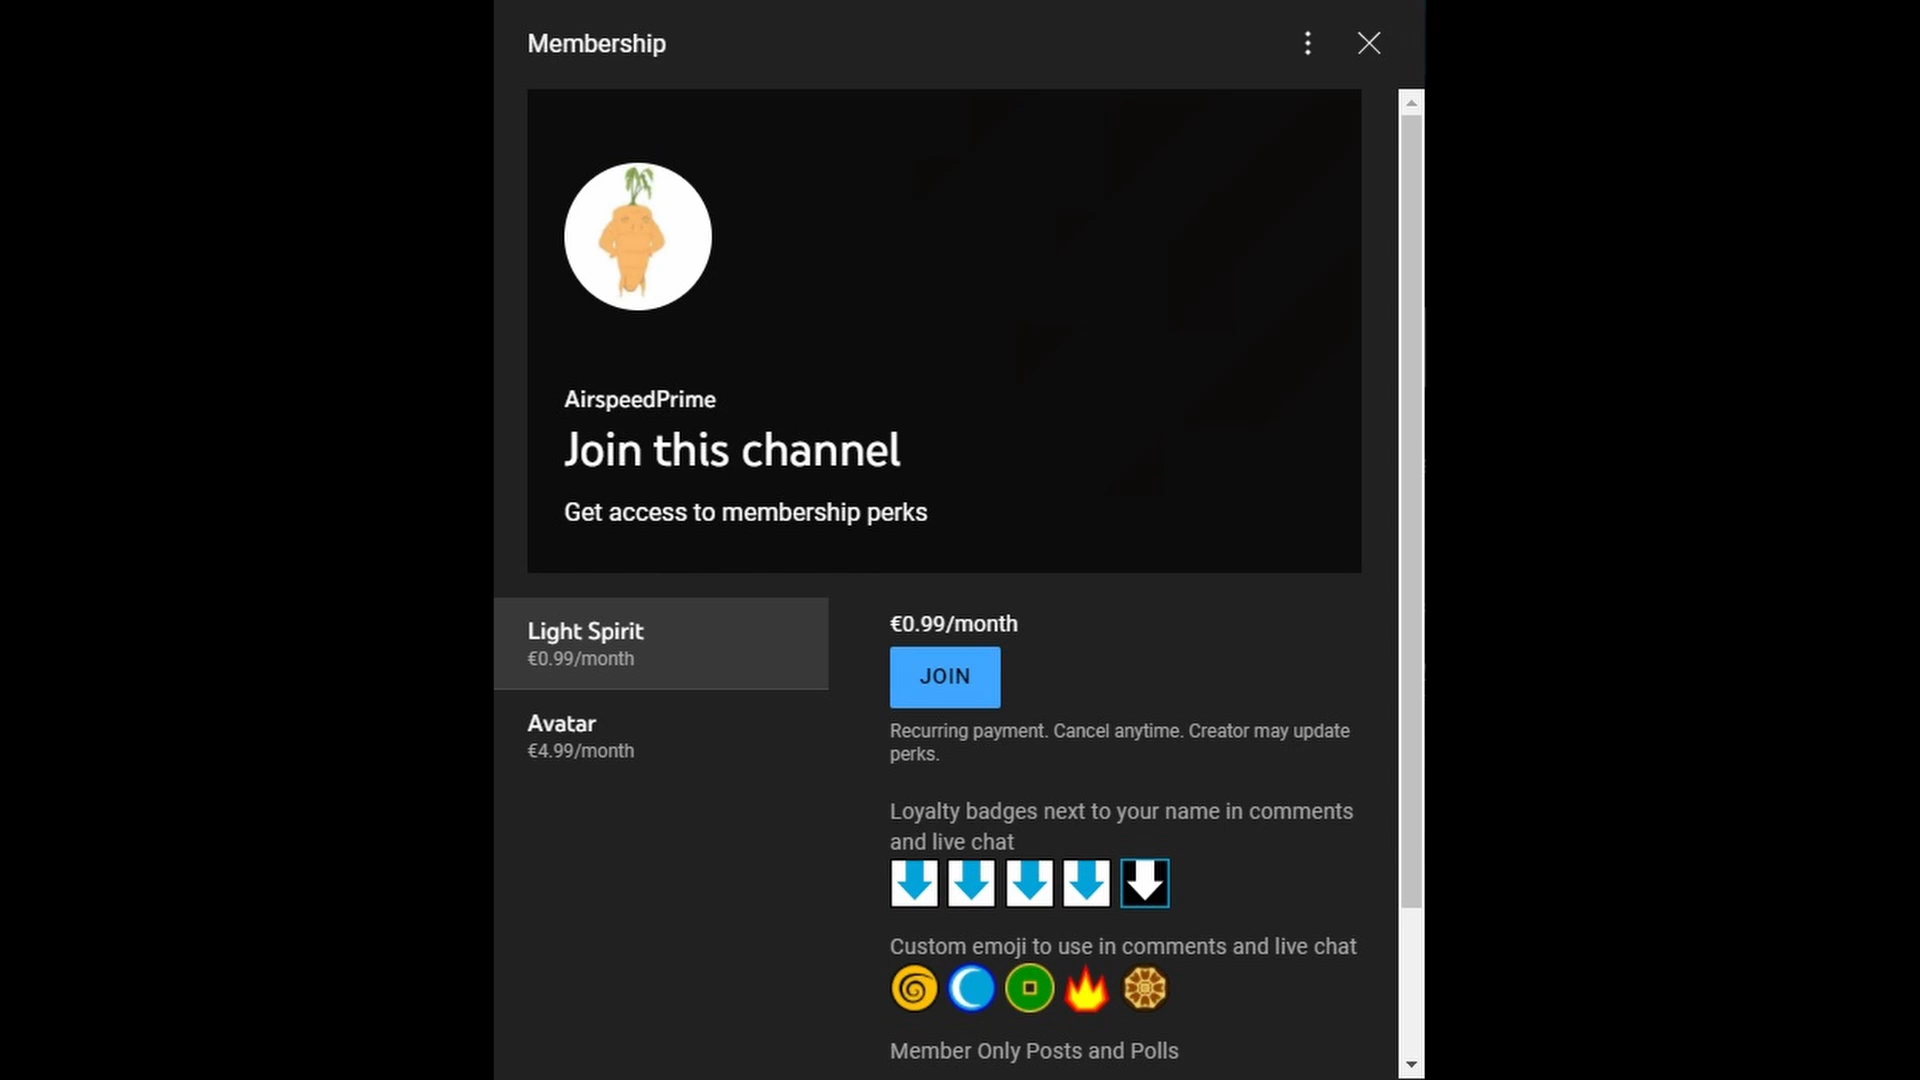 Membership
AirspeedPrime
Join this channel
Get access to membership perks
Light Spirit
€0.99/month
Avatar
€4.99/month
€0.99/month
JOIN
Recurring payment. Cancel anytime. Creator may update
perks.
Loyalty badges next to your name in comments
and live chat
Custom emoji to use in comments and live chat
Member Only Posts and Polls